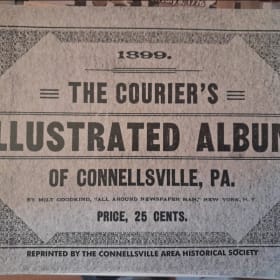 1899.
THE COURIER'S
ILLUSTRATED ALBUM
OF CONNELLSVILLE, PA.
BY MILT GOODKIND, "ALL AROUND NEWSPAPER MAN," NEW YORK, N. Y.
PRICE, 25 CENTS.
REPRINTED BY THE CONNELLSVILLE AREA HISTORICAL SOCIETY